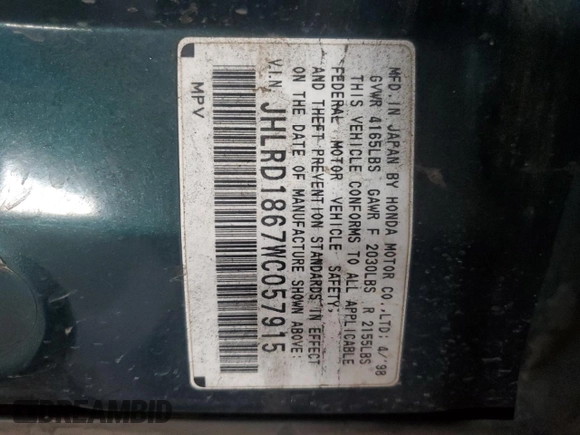 MFD. IN JAPAN BY HONDA MOTOR CO.,LTD; 4/'98
GVWR 4165LBS GAWR F 2030LBS R 2155LBS
THIS VEHICLE CONFORMS TO ALL APPLICABLE
FEDERAL MOTOR VEHICLE SAFETY,
AND THEFT PREVENTION STANDARDS IN EFFECT
ON THE DATE OF MANUFACTURE SHOWN ABOVE:
V.I.N. JHLRD1867WC057915
MPV
DREAMBID